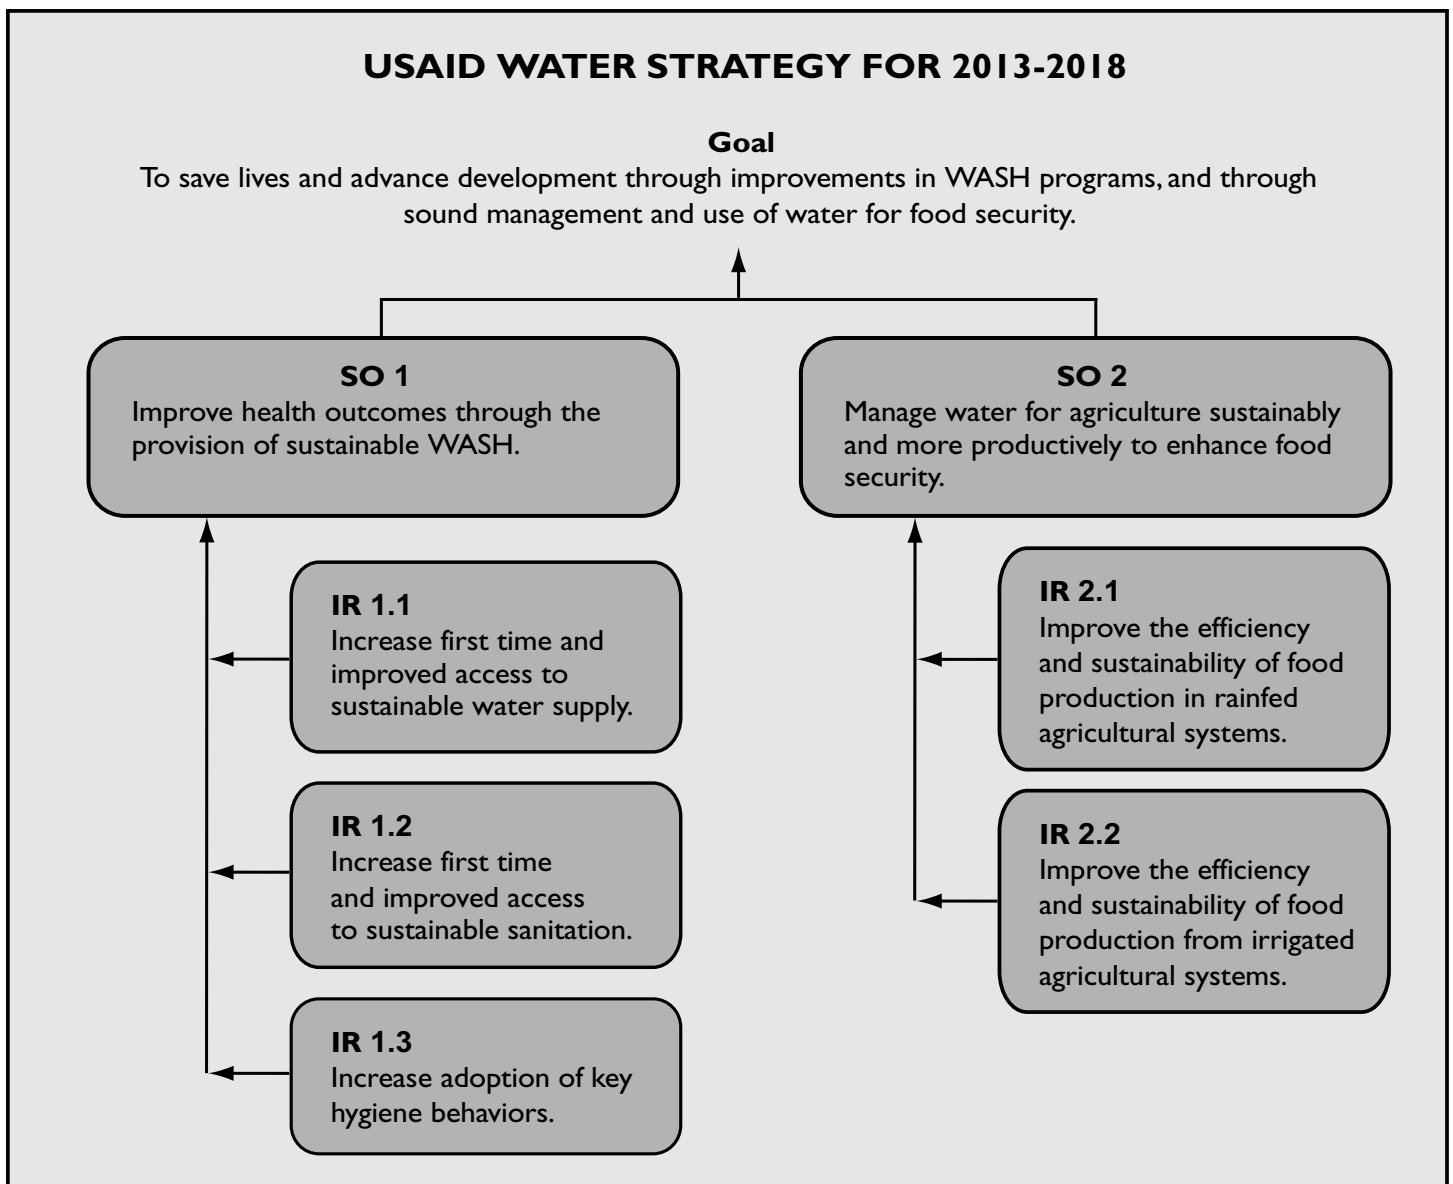 USAID WATER STRATEGY FOR 2013-2018
Goal
To save lives and advance development through improvements in WASH programs, and through
sound management and use of water for food security.
SO 1
Improve health outcomes through the
provision of sustainable WASH.
IR 1.1
Increase first time and
improved access to
sustainable water supply.
IR 1.2
Increase first time
and improved access
to sustainable sanitation.
IR 1.3
Increase adoption of key
hygiene behaviors.
SO 2
Manage water for agriculture sustainably
and more productively to enhance food
security.
IR 2.1
Improve the efficiency
and sustainability of food
production in rainfed
agricultural systems.
IR 2.2
Improve the efficiency
and sustainability of food
production from irrigated
agricultural systems.